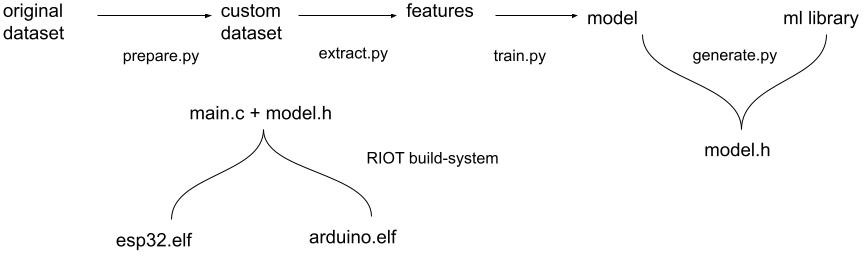 original
dataset
custom
dataset
features
model
ml library
prepare.py
extract.py
train.py
generate.py
model.h
main.c + model.h
RIOT build-system
esp32.elf
arduino.elf